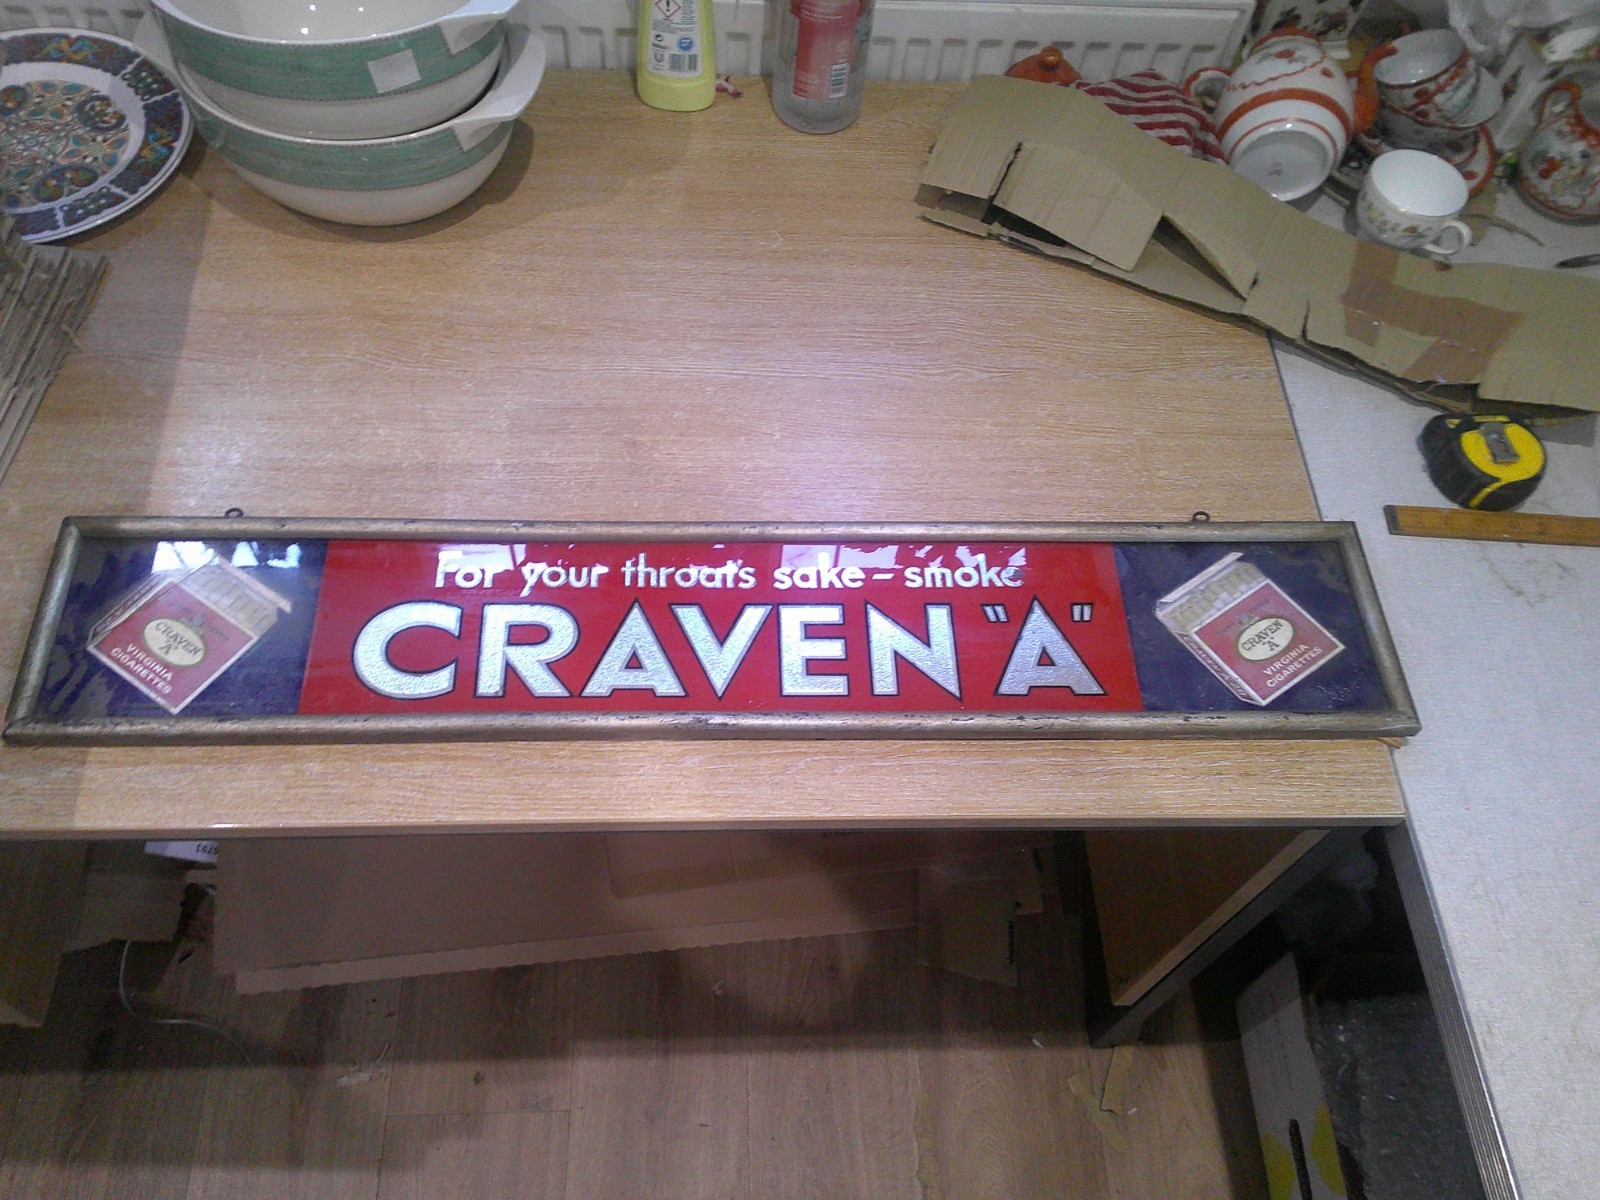 For your throat's sake - smoke
CRAVEN "A"
CRAVEN
"A"
VIRGINIA
CIGARETTES
CRAVEN
"A"
VIRGINIA
CIGARETTES